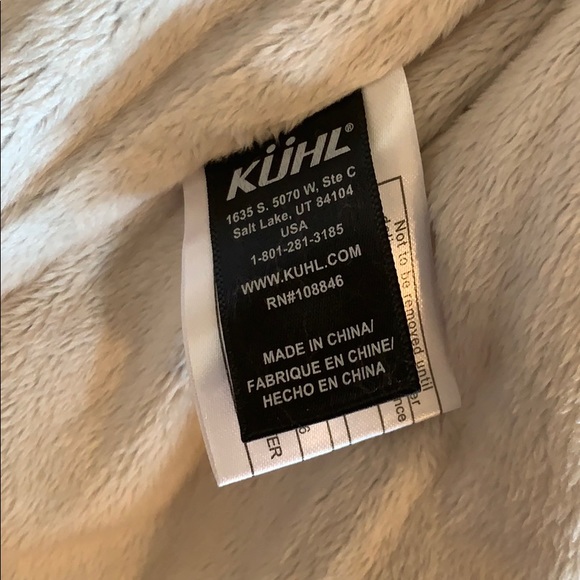 KÜHL®
1635 S. 5070 W, Ste C
Salt Lake, UT 84104
USA
1-801-281-3185
WWW.KUHL.COM
RN#108846
MADE IN CHINA/
FABRIQUE EN CHINE/
HECHO EN CHINA
Not to be removed until